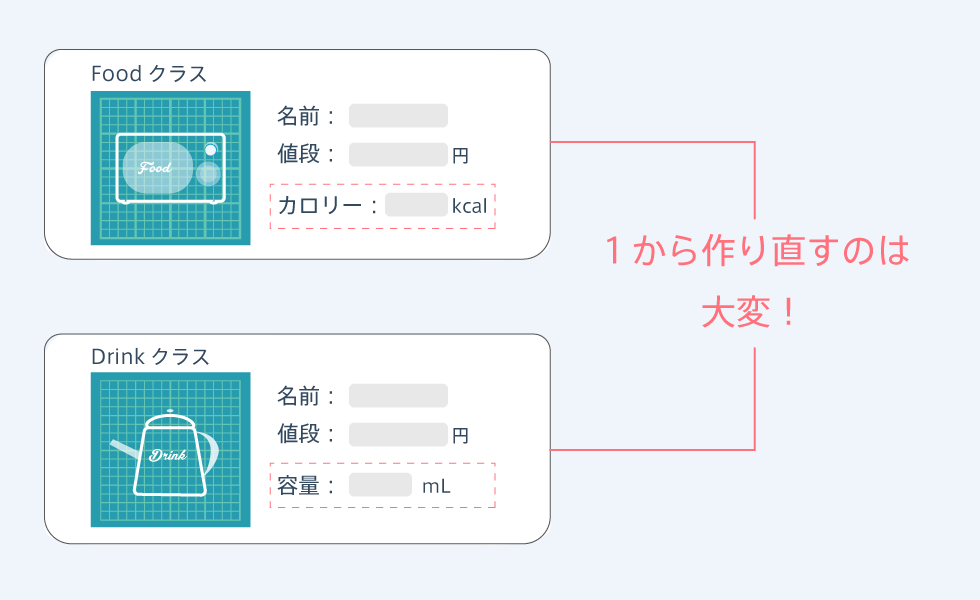 Food クラス
Food
名前：
値段： 円
カロリー： kcal
1から作り直すのは
大変！
Drink クラス
Drink
名前：
値段： 円
容量： mL